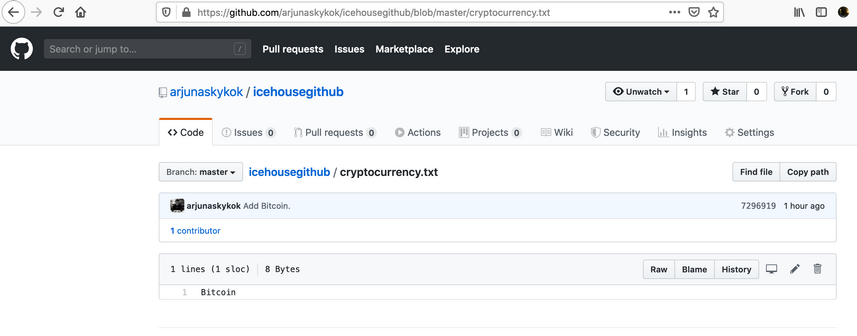 https://github.com/arjunaskykok/icehousegithub/blob/master/cryptocurrency.txt
Search or jump to... / Pull requests Issues Marketplace Explore
arjunaskykok / icehousegithub Unwatch 1 Star 0 Fork 0
Code Issues 0 Pull requests 0 Actions Projects 0 Wiki Security Insights Settings
Branch: master icehousegithub / cryptocurrency.txt Find file Copy path
arjunaskykok Add Bitcoin. 7296919 1 hour ago
1 contributor
1 lines (1 sloc) 8 Bytes Raw Blame History
1 Bitcoin